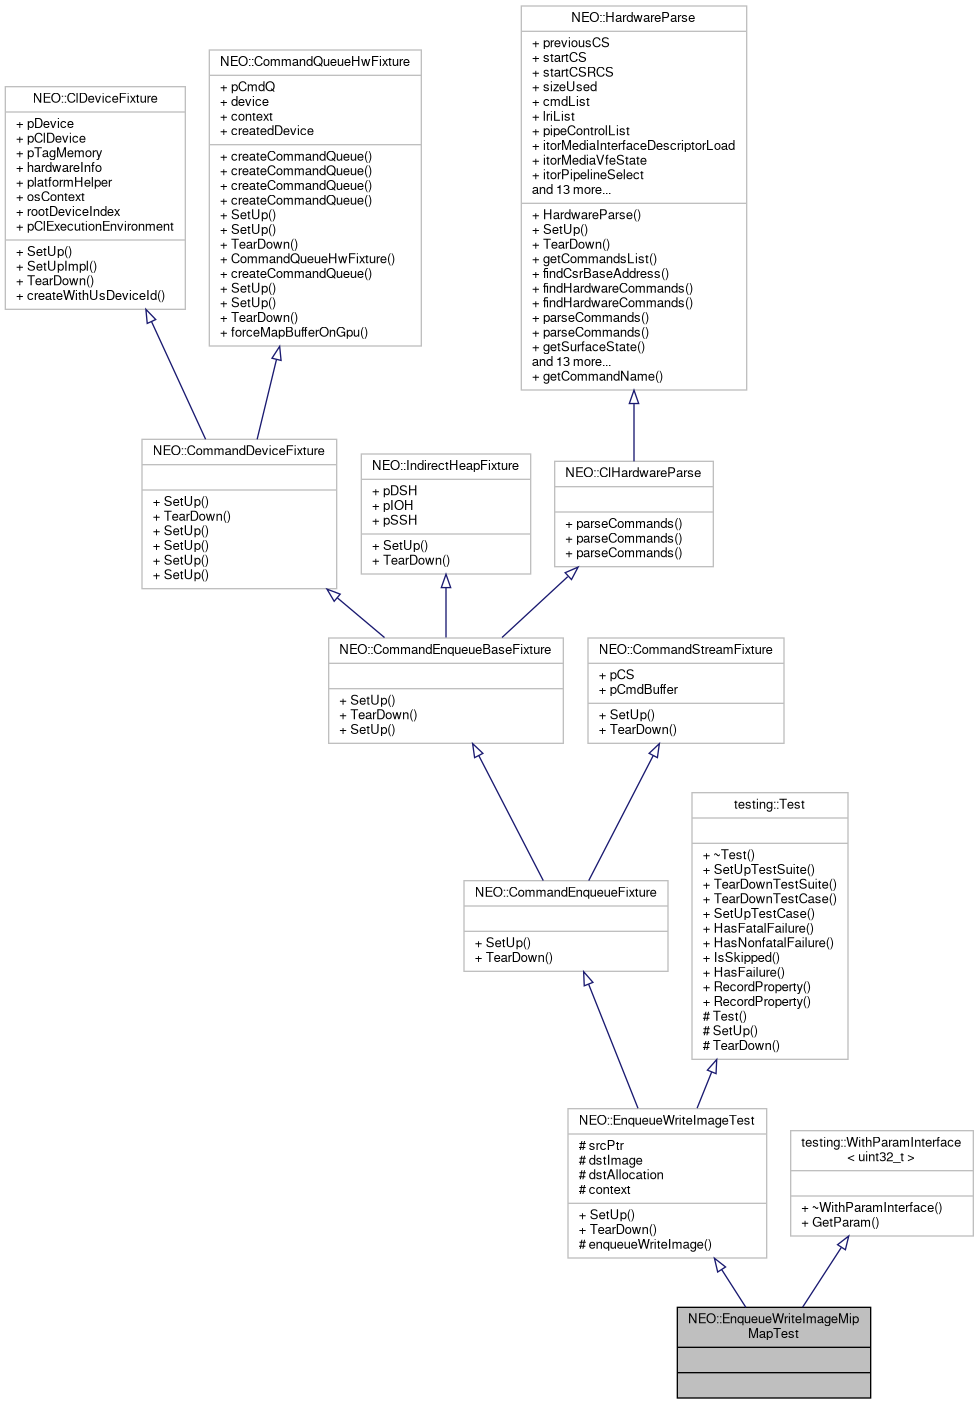 NEO::HardwareParse
+ previousCS
+ startCS
+ startCSRCS
+ sizeUsed
+ cmdList
+ lriList
+ pipeControlList
+ itorMediaInterfaceDescriptorLoad
+ itorMediaVfeState
+ itorPipelineSelect
and 13 more...
+ HardwareParse()
+ SetUp()
+ TearDown()
+ getCommandsList()
+ findCsrBaseAddress()
+ findHardwareCommands()
+ findHardwareCommands()
+ parseCommands()
+ parseCommands()
+ getSurfaceState()
and 13 more...
+ getCommandName()
NEO::CommandQueueHwFixture
+ pCmdQ
+ device
+ context
+ createdDevice
+ createCommandQueue()
+ createCommandQueue()
+ createCommandQueue()
+ createCommandQueue()
+ SetUp()
+ SetUp()
+ TearDown()
+ CommandQueueHwFixture()
+ createCommandQueue()
+ SetUp()
+ SetUp()
+ TearDown()
+ forceMapBufferOnGpu()
NEO::ClDeviceFixture
+ pDevice
+ pClDevice
+ pTagMemory
+ hardwareInfo
+ platformHelper
+ osContext
+ rootDeviceIndex
+ pClExecutionEnvironment
+ SetUp()
+ SetUpImpl()
+ TearDown()
+ createWithUsDeviceId()
NEO::CommandDeviceFixture
+ SetUp()
+ TearDown()
+ SetUp()
+ SetUp()
+ SetUp()
+ SetUp()
NEO::IndirectHeapFixture
+ pDSH
+ pIOH
+ pSSH
+ SetUp()
+ TearDown()
NEO::ClHardwareParse
+ parseCommands()
+ parseCommands()
+ parseCommands()
NEO::CommandEnqueueBaseFixture
+ SetUp()
+ TearDown()
+ SetUp()
NEO::CommandStreamFixture
+ pCS
+ pCmdBuffer
+ SetUp()
+ TearDown()
testing::Test
+ ~Test()
+ SetUpTestSuite()
+ TearDownTestSuite()
+ TearDownTestCase()
+ SetUpTestCase()
+ HasFatalFailure()
+ HasNonfatalFailure()
+ IsSkipped()
+ HasFailure()
+ RecordProperty()
+ RecordProperty()
# Test()
# SetUp()
# TearDown()
NEO::CommandEnqueueFixture
+ SetUp()
+ TearDown()
NEO::EnqueueWriteImageTest
# srcPtr
# dstImage
# dstAllocation
# context
+ SetUp()
+ TearDown()
# enqueueWriteImage()
testing::WithParamInterface
< uint32_t >
+ ~WithParamInterface()
+ GetParam()
NEO::EnqueueWriteImageMip
MapTest